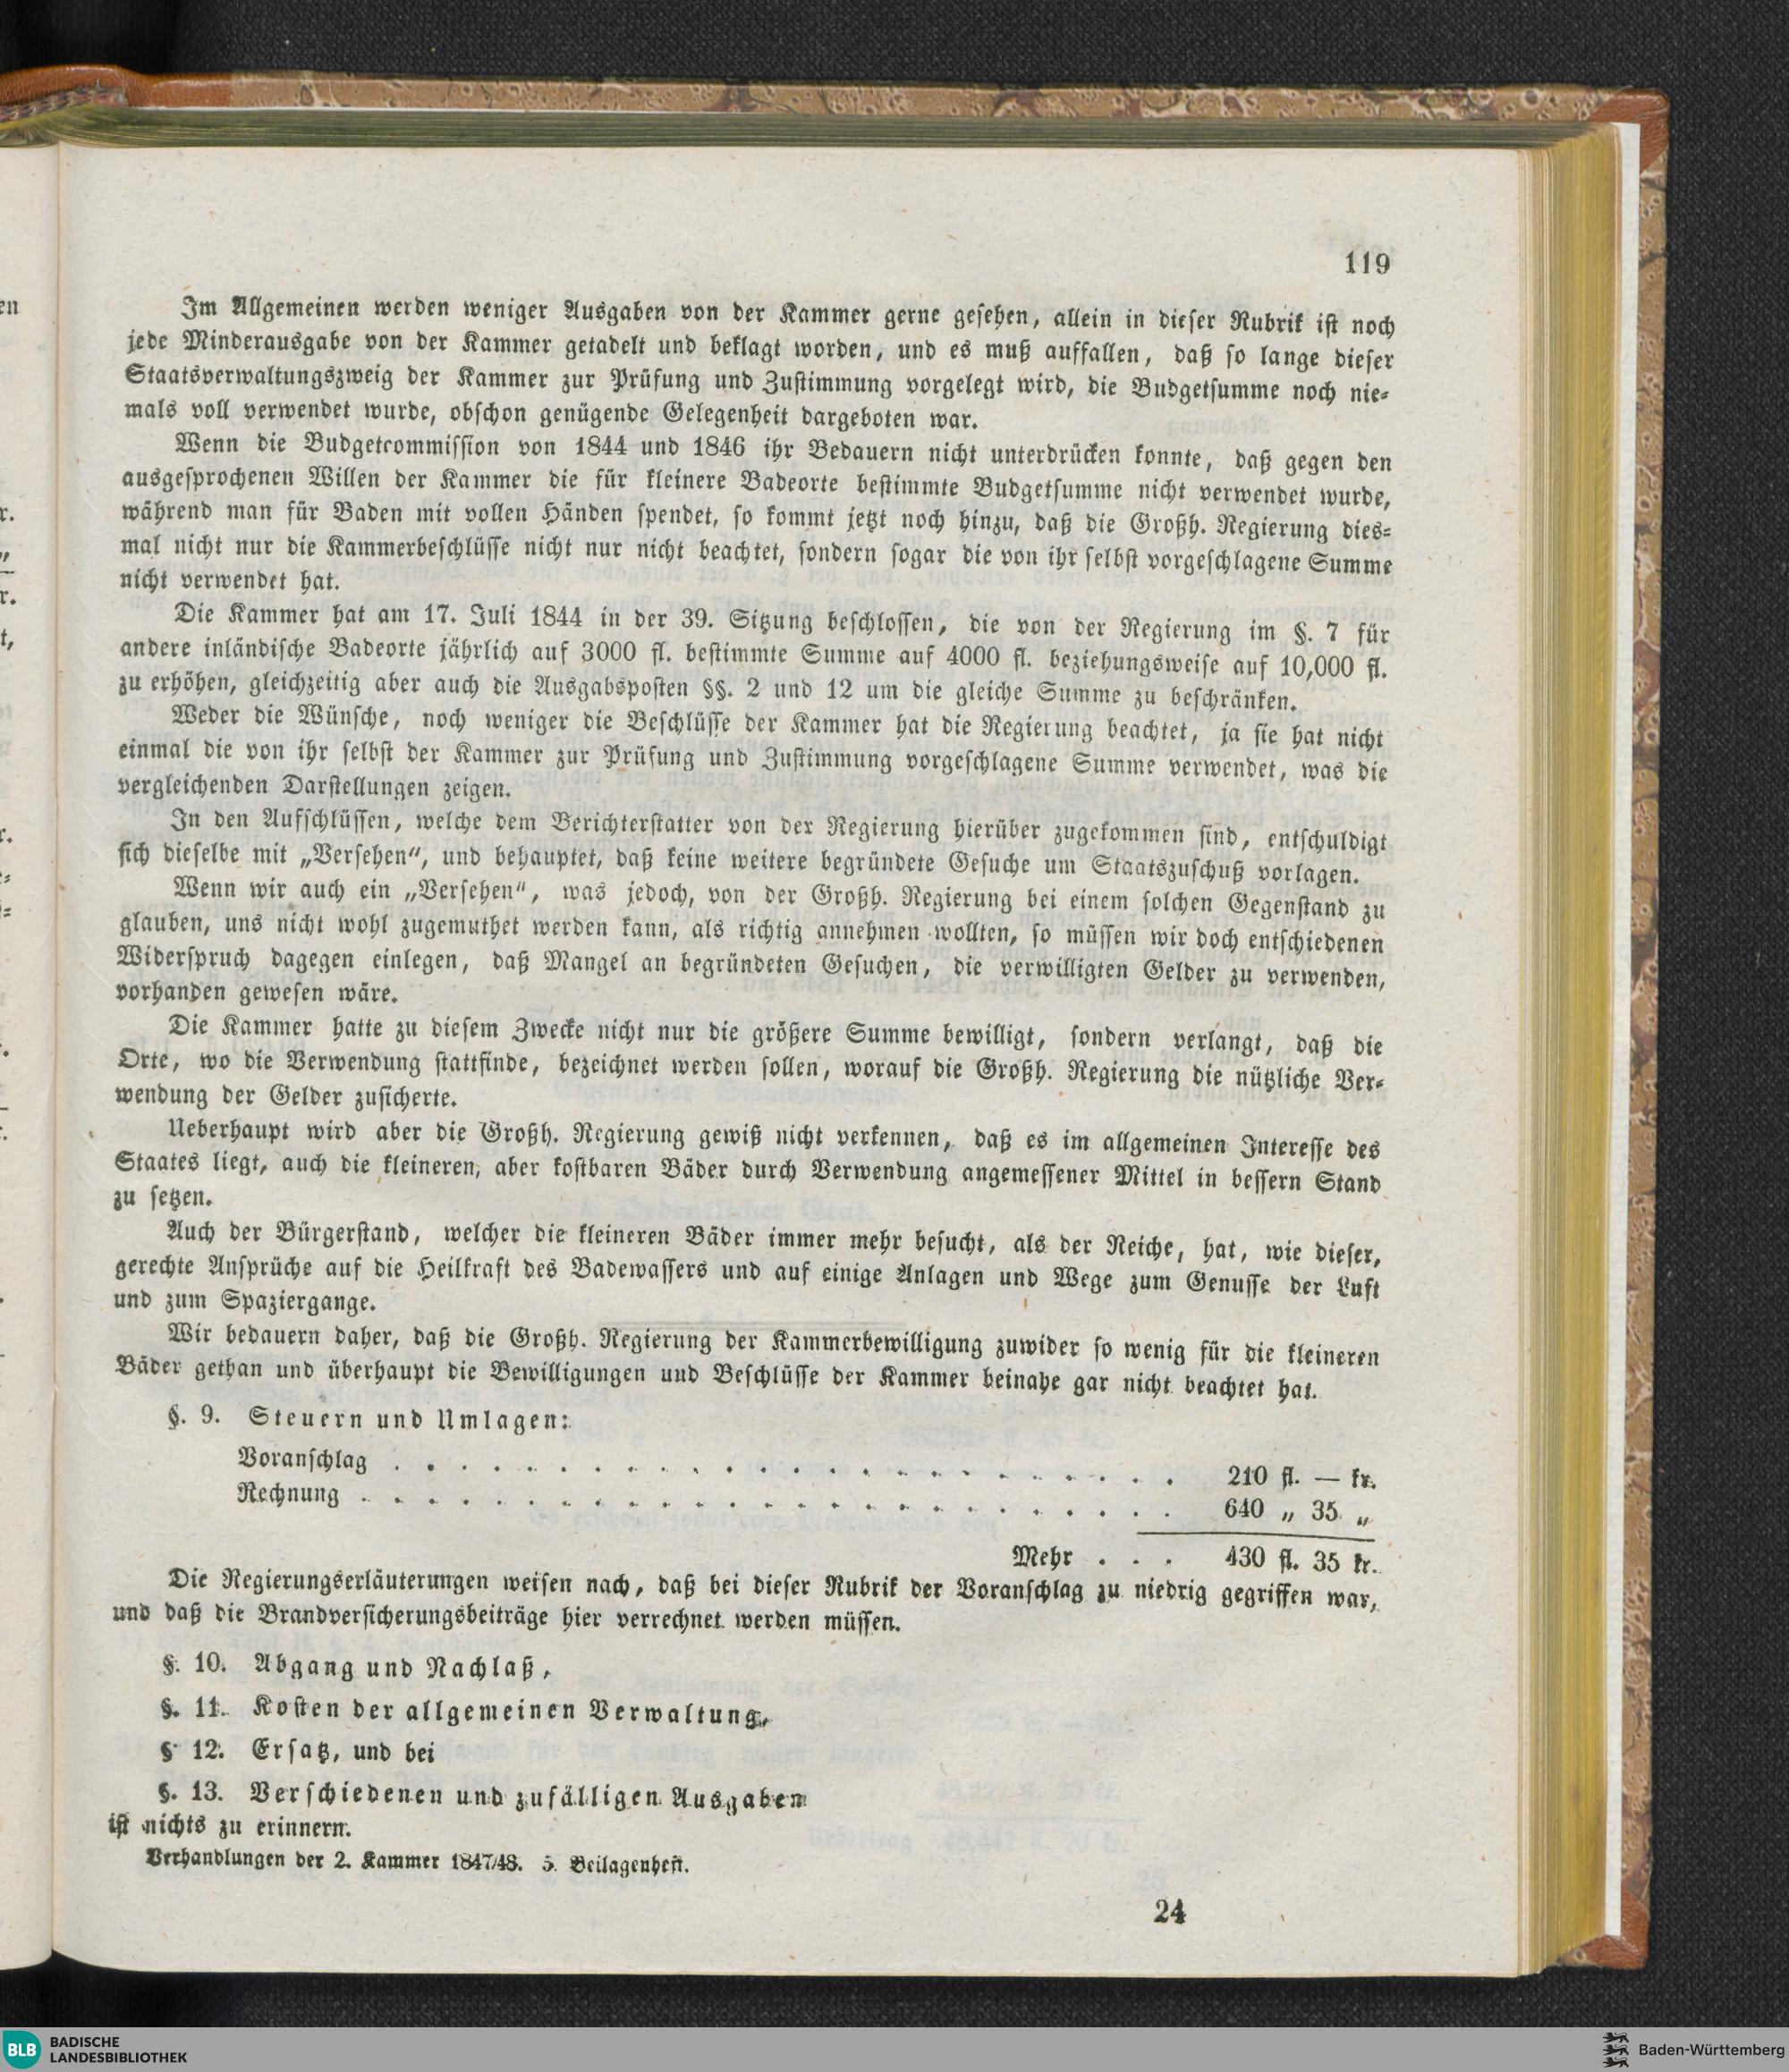 119
Im Allgemeinen werden weniger Ausgaben von der Kammer gerne gesehen, allein in dieser Rubrik ist noch
jede Minderausgabe von der Kammer getadelt und beklagt worden, und es muß auffallen, daß so lange dieser
Staatsverwaltungszweig der Kammer zur Prüfung und Zustimmung vorgelegt wird, die Budgetsumme noch nie-
mals voll verwendet wurde, obschon genügende Gelegenheit dargeboten war.
Wenn die Budgetcommission von 1844 und 1846 ihr Bedauern nicht unterdrücken konnte, daß gegen den
ausgesprochenen Willen der Kammer die für kleinere Badeorte bestimmte Budgetsumme nicht verwendet wurde,
während man für Baden mit vollen Händen spendet, so kommt jetzt noch hinzu, daß die Großh. Regierung dies-
mal nicht nur die Kammerbeschlüsse nicht nur nicht beachtet, sondern sogar die von ihr selbst vorgeschlagene Summe
nicht verwendet hat.
Die Kammer hat am 17. Juli 1844 in der 39. Sitzung beschlossen, die von der Regierung im §. 7 für
andere inländische Badeorte jährlich auf 3000 fl. bestimmte Summe auf 4000 fl. beziehungsweise auf 10,000 fl.
zu erhöhen, gleichzeitig aber auch die Ausgabsposten §§. 2 und 12 um die gleiche Summe zu beschränken.
Weder die Wünsche, noch weniger die Beschlüsse der Kammer hat die Regierung beachtet, ja sie hat nicht
einmal die von ihr selbst der Kammer zur Prüfung und Zustimmung vorgeschlagene Summe verwendet, was die
vergleichenden Darstellungen zeigen.
In den Aufschlüssen, welche dem Berichterstatter von der Regierung hierüber zugekommen sind, entschuldigt
sich dieselbe mit „Versehen“, und behauptet, daß keine weitere begründete Gesuche um Staatszuschuß vorlagen.
Wenn wir auch ein „Versehen“, was jedoch, von der Großh. Regierung bei einem solchen Gegenstand zu
glauben, uns nicht wohl zugemuthet werden kann, als richtig annehmen wollten, so müssen wir doch entschiedenen
Widerspruch dagegen einlegen, daß Mangel an begründeten Gesuchen, die verwilligten Gelder zu verwenden,
vorhanden gewesen wäre.
Die Kammer hatte zu diesem Zwecke nicht nur die größere Summe bewilligt, sondern verlangt, daß die
Orte, wo die Verwendung stattfinde, bezeichnet werden sollen, worauf die Großh. Regierung die nützliche Ver-
wendung der Gelder zusicherte.
Ueberhaupt wird aber die Großh. Regierung gewiß nicht verkennen, daß es im allgemeinen Interesse des
Staates liegt, auch die kleineren, aber kostbaren Bäder durch Verwendung angemessener Mittel in bessern Stand
zu setzen.
Auch der Bürgerstand, welcher die kleineren Bäder immer mehr besucht, als der Reiche, hat, wie dieser,
gerechte Ansprüche auf die Heilkraft des Badewassers und auf einige Anlagen und Wege zum Genusse der Luft
und zum Spaziergange.
Wir bedauern daher, daß die Großh. Regierung der Kammerbewilligung zuwider so wenig für die kleineren
Bäder gethan und überhaupt die Bewilligungen und Beschlüsse der Kammer beinahe gar nicht beachtet hat.
§. 9. Steuern und Umlagen:
Voranschlag . . . . . . . . . . . . . . . . . . . . . . . . 210 fl. — kr.
Rechnung . . . . . . . . . . . . . . . . . . . . . . . . . 640 „ 35 „
Mehr . . . 430 fl. 35 kr.
Die Regierungserläuterungen weisen nach, daß bei dieser Rubrik der Voranschlag zu niedrig gegriffen war,
und daß die Brandversicherungsbeiträge hier verrechnet werden müssen.
§. 10. Abgang und Nachlaß,
§. 11. Kosten der allgemeinen Verwaltung,
§ 12. Ersatz, und bei
§. 13. Verschiedenen und zufälligen Ausgaben
ist nichts zu erinnern.
Verhandlungen der 2. Kammer 1847/48. 5. Beilagenheft.
24
BLB BADISCHE
LANDESBIBLIOTHEK
Baden-Württemberg